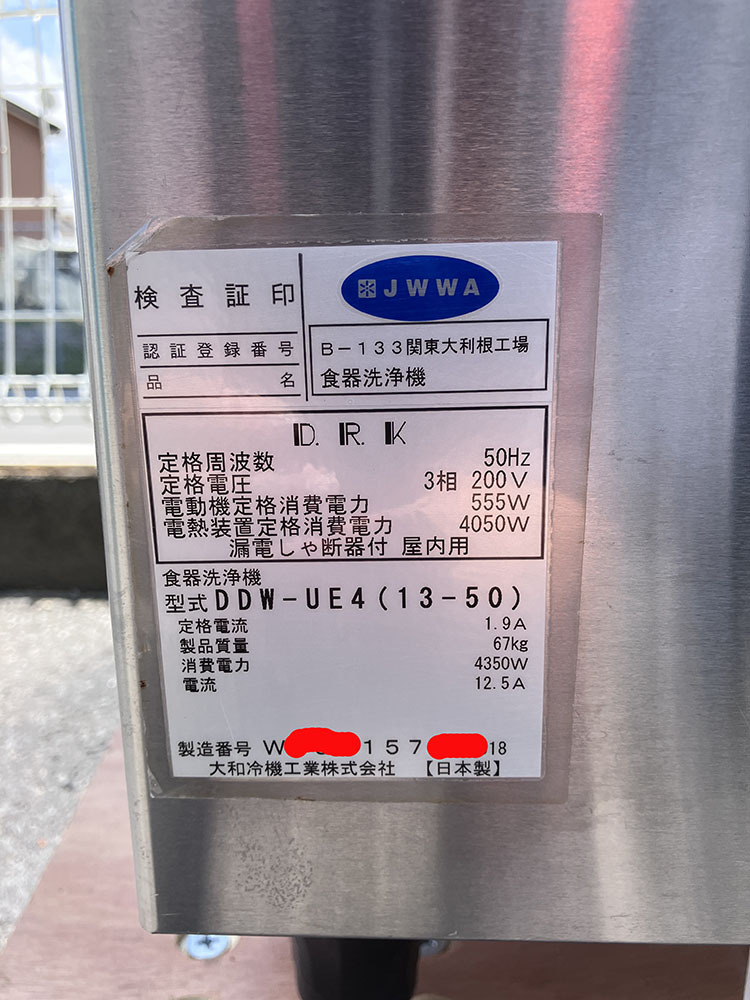 検査証印
JWWA
認証登録番号 B－133関東大利根工場
品名 食器洗浄機
D.R.K
定格周波数 50Hz
定格電圧 3相 200V
電動機定格消費電力 555W
電熱装置定格消費電力 4050W
漏電しゃ断器付 屋内用
食器洗浄機
型式 DDW-UE4(13-50)
定格電流 1.9A
製品質量 67kg
消費電力 4350W
電流 12.5A
製造番号 W 157 18
大和冷機工業株式会社 【日本製】